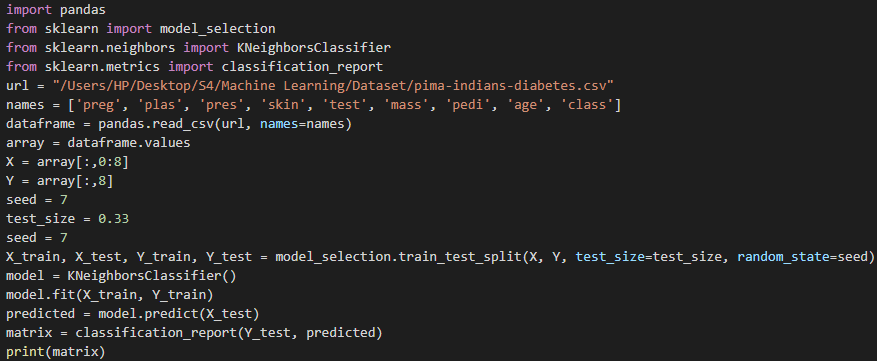 import pandas
from sklearn import model_selection
from sklearn.neighbors import KNeighborsClassifier
from sklearn.metrics import classification_report
url = "/Users/HP/Desktop/S4/Machine Learning/Dataset/pima-indians-diabetes.csv"
names = ['preg', 'plas', 'pres', 'skin', 'test', 'mass', 'pedi', 'age', 'class']
dataframe = pandas.read_csv(url, names=names)
array = dataframe.values
X = array[:,0:8]
Y = array[:,8]
seed = 7
test_size = 0.33
seed = 7
X_train, X_test, Y_train, Y_test = model_selection.train_test_split(X, Y, test_size=test_size, random_state=seed)
model = KNeighborsClassifier()
model.fit(X_train, Y_train)
predicted = model.predict(X_test)
matrix = classification_report(Y_test, predicted)
print(matrix)